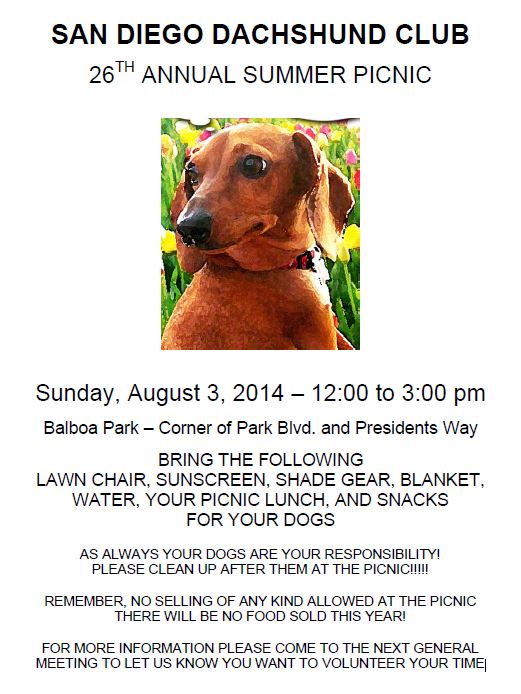 SAN DIEGO DACHSHUND CLUB
26TH ANNUAL SUMMER PICNIC
Sunday, August 3, 2014 – 12:00 to 3:00 pm
Balboa Park – Corner of Park Blvd. and Presidents Way
BRING THE FOLLOWING
LAWN CHAIR, SUNSCREEN, SHADE GEAR, BLANKET,
WATER, YOUR PICNIC LUNCH, AND SNACKS
FOR YOUR DOGS
AS ALWAYS YOUR DOGS ARE YOUR RESPONSIBILITY!
PLEASE CLEAN UP AFTER THEM AT THE PICNIC!!!!!
REMEMBER, NO SELLING OF ANY KIND ALLOWED AT THE PICNIC
THERE WILL BE NO FOOD SOLD THIS YEAR!
FOR MORE INFORMATION PLEASE COME TO THE NEXT GENERAL
MEETING TO LET US KNOW YOU WANT TO VOLUNTEER YOUR TIME